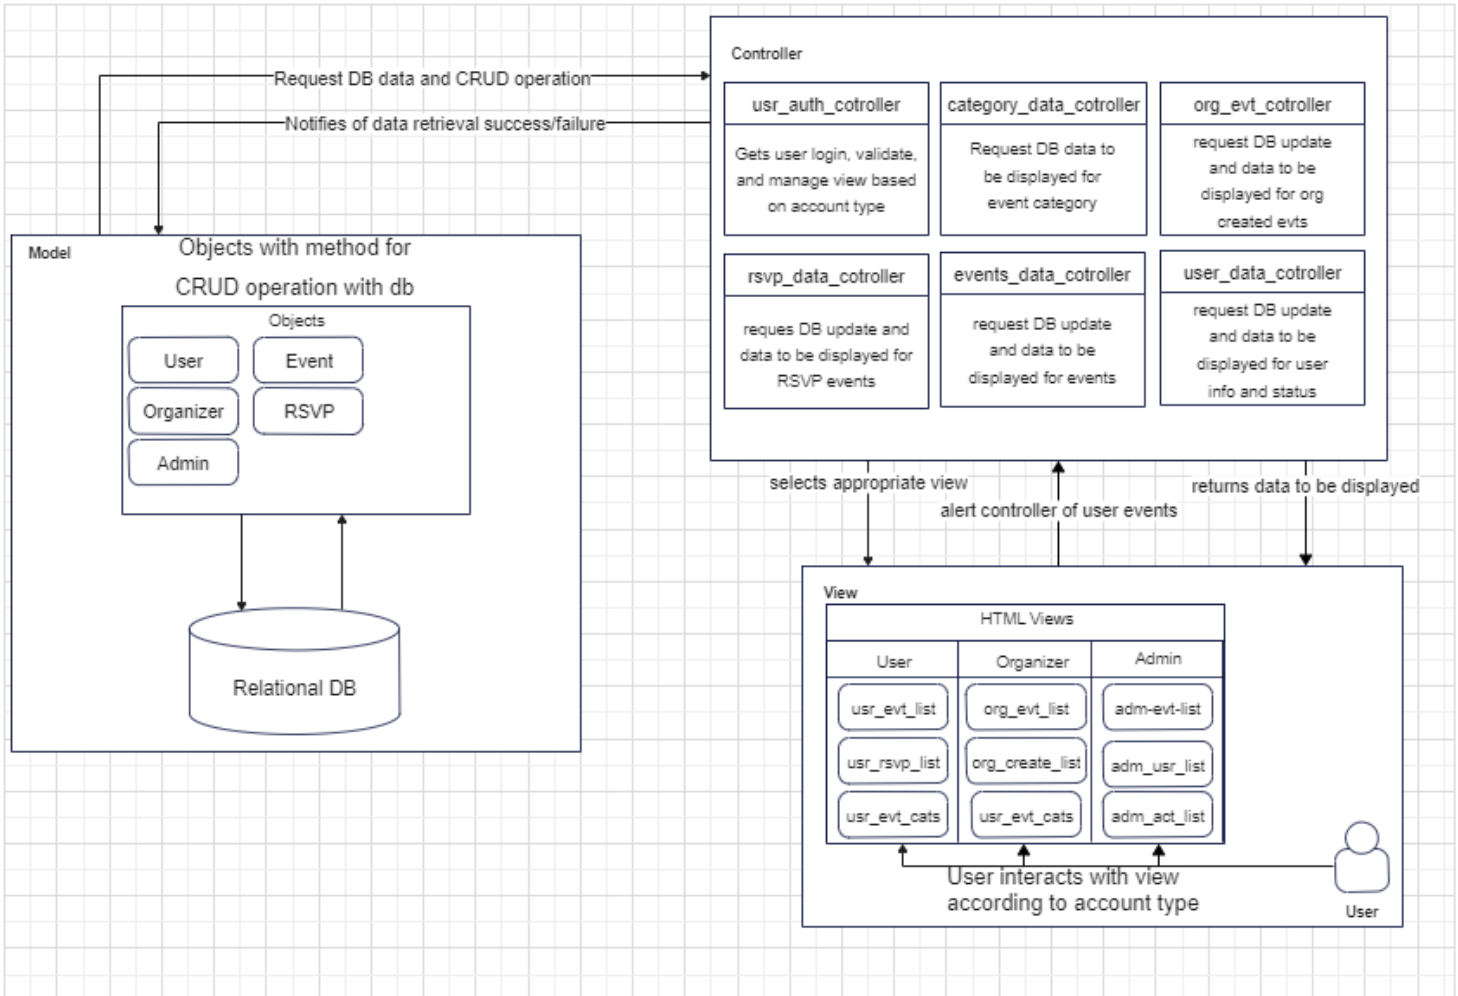 Controller
Request DB data and CRUD operation
Notifies of data retrieval success/failure
usr_auth_cotroller
Gets user login, validate,
and manage view based
on account type
category_data_cotroller
Request DB data to
be displayed for
event category
org_evt_cotroller
request DB update
and data to be
displayed for org
created evts
rsvp_data_cotroller
reques DB update and
data to be displayed for
RSVP events
events_data_cotroller
request DB update
and data to be
displayed for events
user_data_cotroller
request DB update
and data to be
displayed for user
info and status
Model
Objects with method for
CRUD operation with db
Objects
User
Event
Organizer
RSVP
Admin
Relational DB
selects appropriate view
alert controller of user events
returns data to be displayed
View
HTML Views
User
Organizer
Admin
usr_evt_list
org_evt_list
adm-evt-list
usr_rsvp_list
org_create_list
adm_usr_list
usr_evt_cats
usr_evt_cats
adm_act_list
User interacts with view
according to account type
User